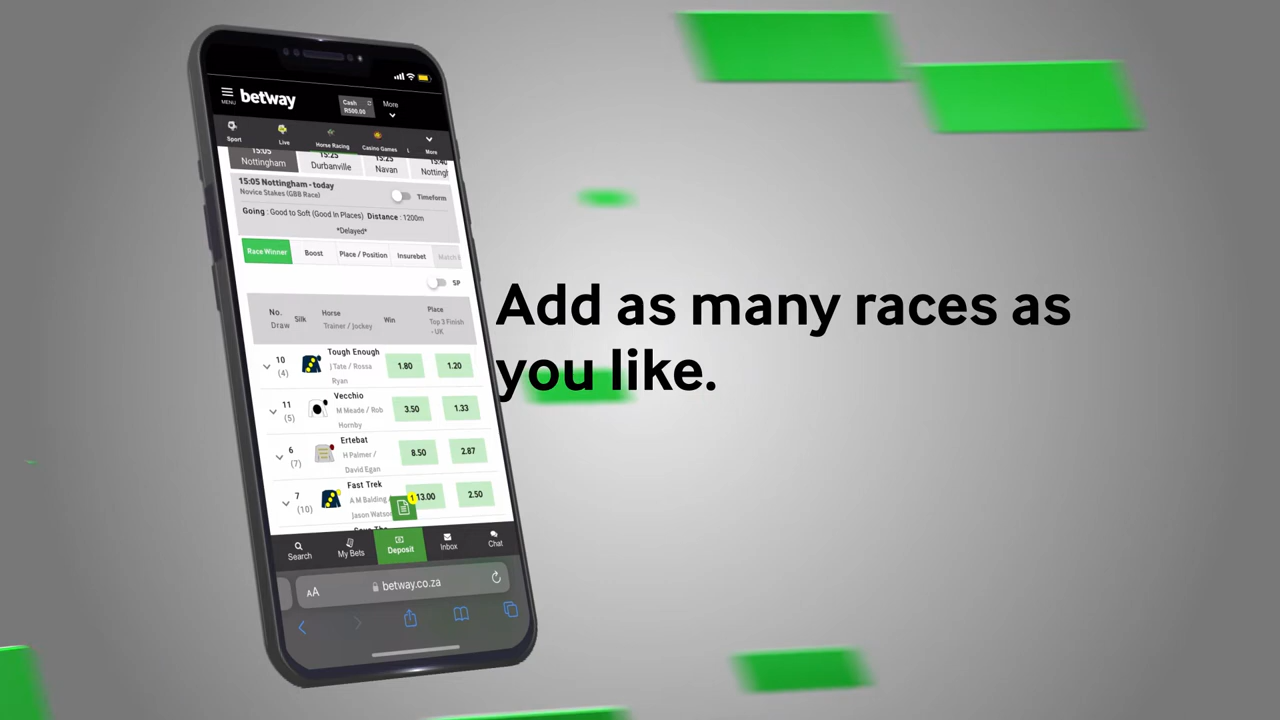 MENU
betway
Cash
R500.00
More
Sport
Live
Horse Racing
Casino Games
More
15:05
Nottingham
15:25
Durbanville
15:25
Navan
15:40
15:05 Nottingham - today
Novice Stakes (GBB Race)
Timeform
Going : Good to Soft (Good In Places) Distance : 1200m
*Delayed*
Race Winner
Boost
Place / Position
Insurebet
Match
SP
No.
Draw
Silk
Horse
Trainer / Jockey
Win
Place
Top 3 Finish
- UK
10
(4)
Tough Enough
J Tate / Rossa
Ryan
1.80
1.20
11
(5)
Vecchio
M Meade / Rob
Hornby
3.50
1.33
6
(7)
Ertebat
H Palmer /
David Egan
8.50
2.87
7
(10)
Fast Trek
A M Balding
Jason Watson
1
13.00
2.50
Search
My Bets
Deposit
Inbox
Chat
AA
betway.co.za
Add as many races as
you like.